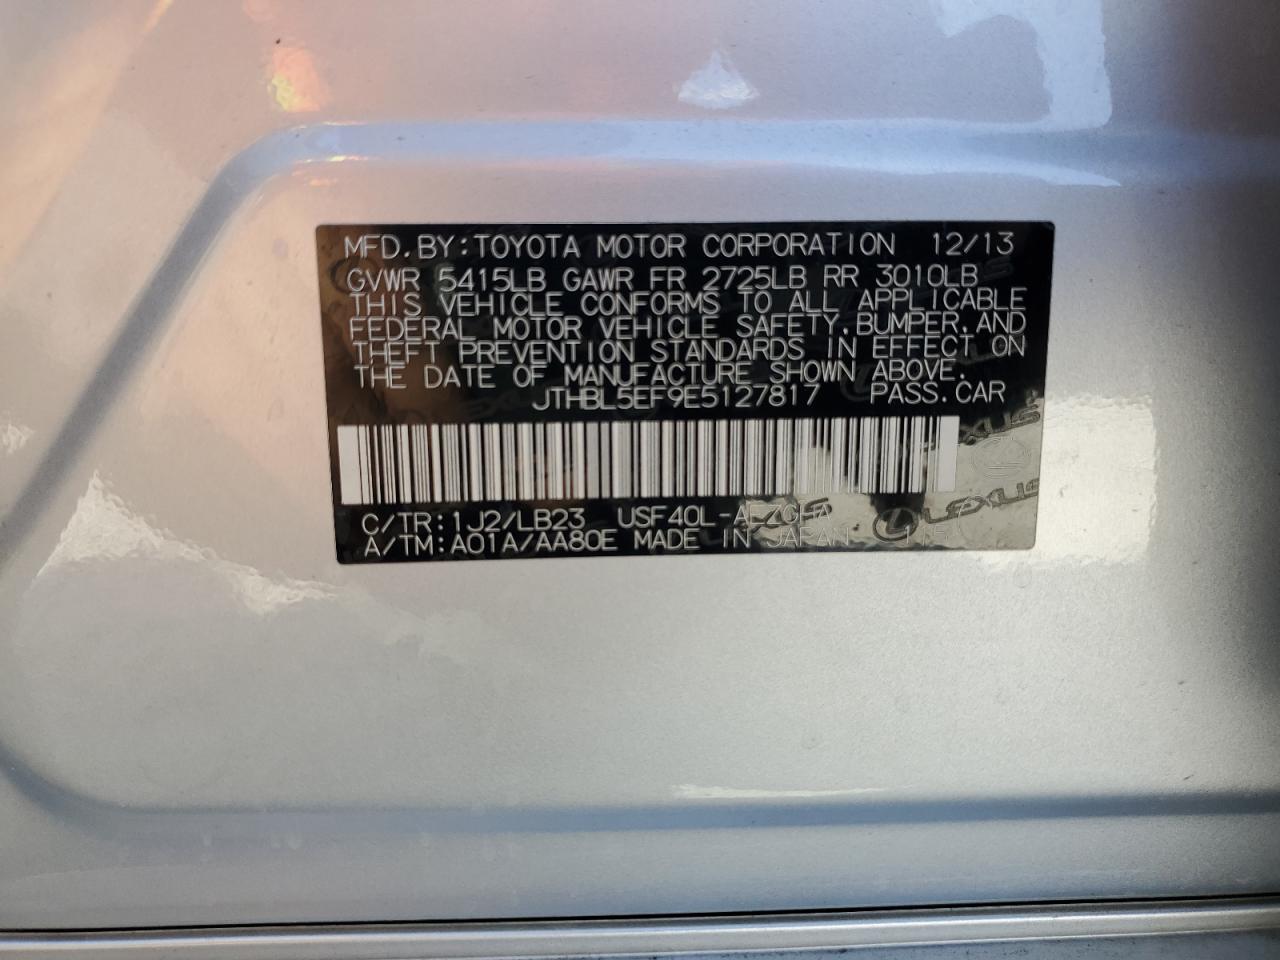 MFD. BY: TOYOTA MOTOR CORPORATION 12/13
GVWR 5415LB GAWR FR 2725LB RR 3010LB
THIS VEHICLE CONFORMS TO ALL APPLICABLE
FEDERAL MOTOR VEHICLE SAFETY, BUMPER, AND
THEFT PREVENTION STANDARDS IN EFFECT ON
THE DATE OF MANUFACTURE SHOWN ABOVE.
JTHBL5EF9E5127817 PASS. CAR
C/TR: 1J2/LB23 USF40L-AEZGHA
A/TM: A01A/AA80E MADE IN JAPAN
LEXUS